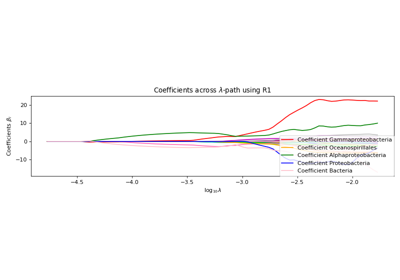 Coefficients across λ-path using R1
Coefficients βᵢ
20
10
0
−10
Coefficient Gammaproteobacteria
Coefficient Oceanospirillales
Coefficient Alphaproteobacteria
Coefficient Proteobacteria
Coefficient Bacteria
−4.5
−4.0
−3.5
−3.0
−2.5
−2.0
log₁₀λ